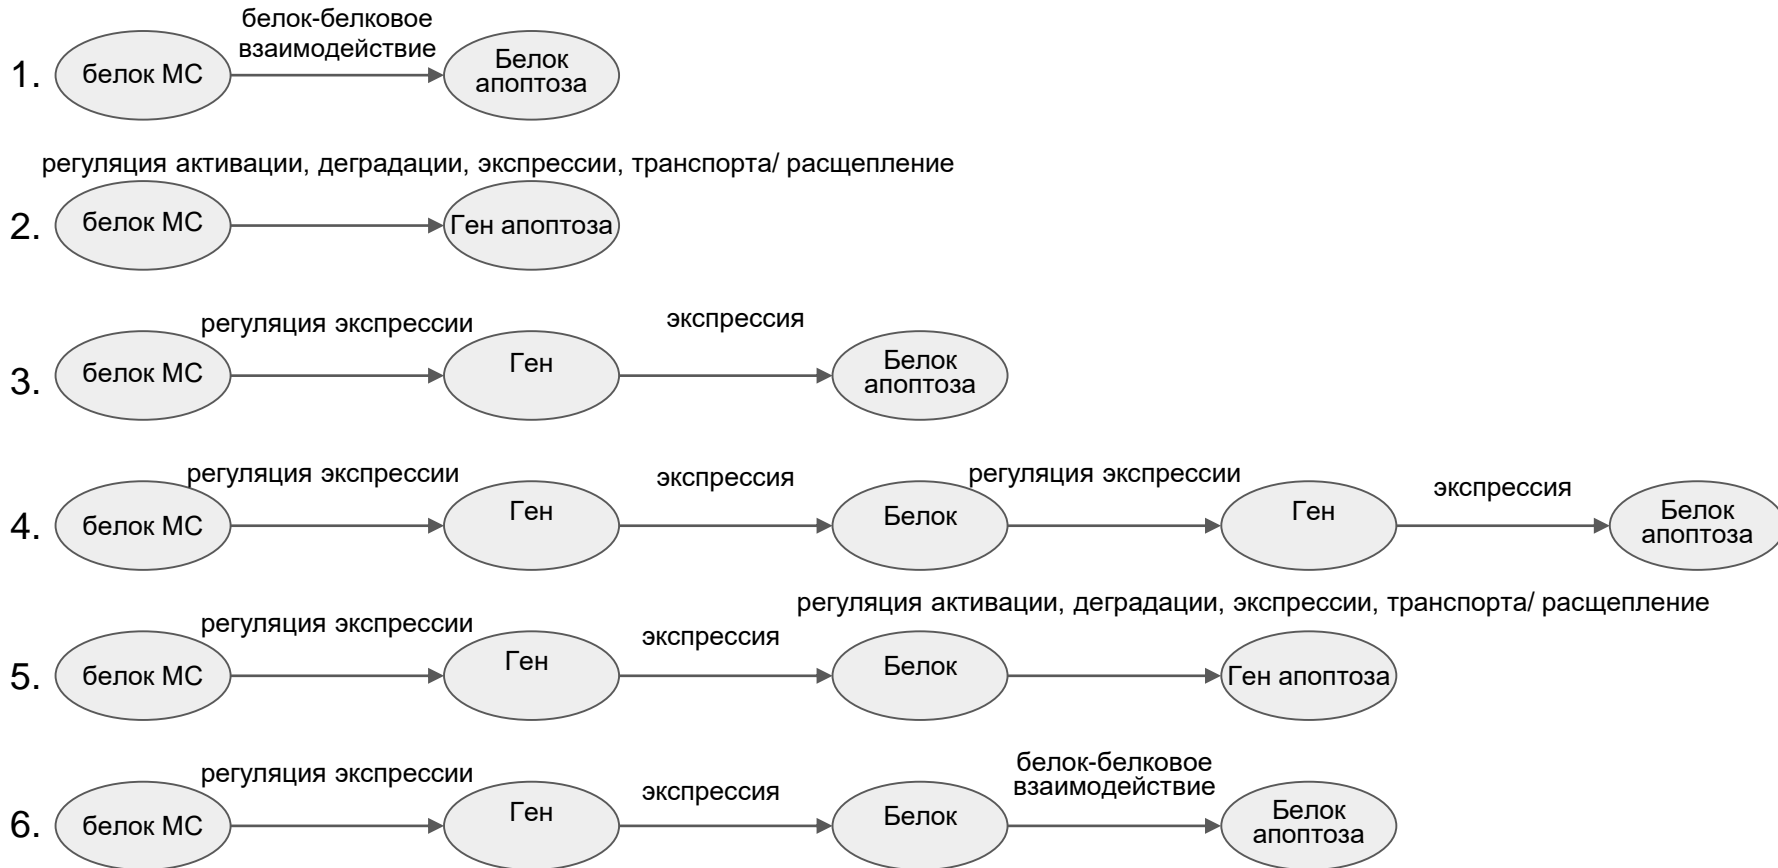 белок-белковое
взаимодействие
1. белок МС Белок
апоптоза
регуляция активации, деградации, экспрессии, транспорта/ расщепление
2. белок МС Ген апоптоза
регуляция экспрессии экспрессия
3. белок МС Ген Белок
апоптоза
регуляция экспрессии экспрессия регуляция экспрессии экспрессия
4. белок МС Ген Белок Ген Белок
апоптоза
регуляция активации, деградации, экспрессии, транспорта/ расщепление
регуляция экспрессии экспрессия
5. белок МС Ген Белок Ген апоптоза
белок-белковое
регуляция экспрессии экспрессия взаимодействие
6. белок МС Ген Белок Белок
апоптоза